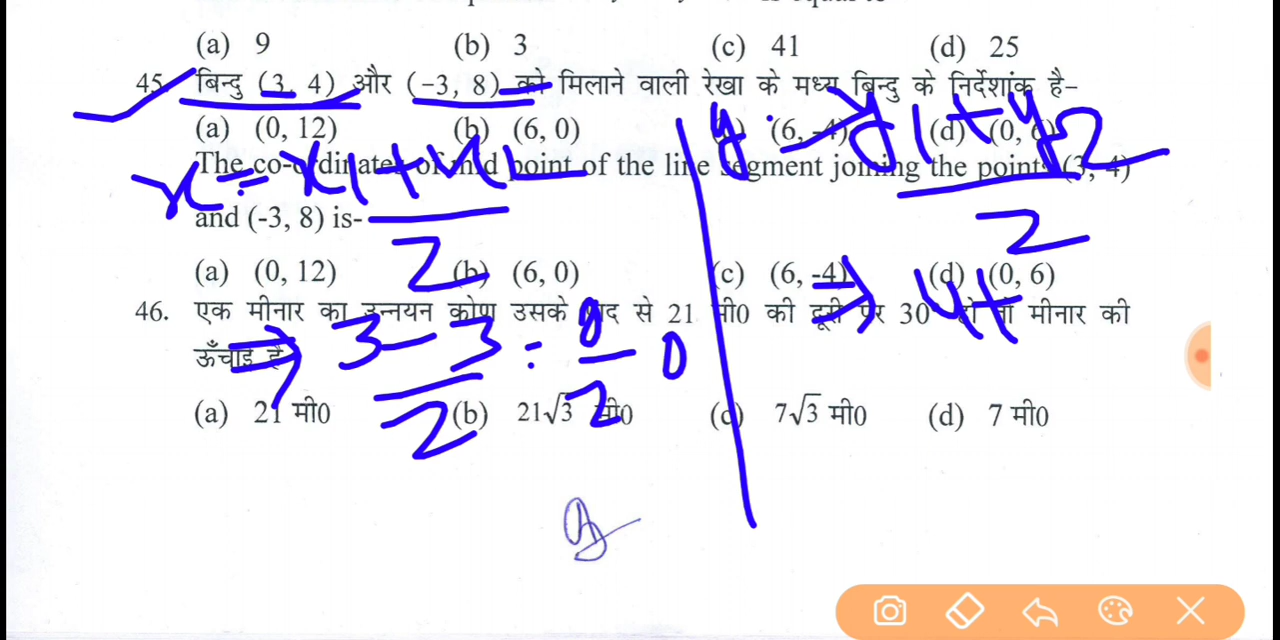 is equal to
(a) 9 (b) 3 (c) 41 (d) 25
45. बिन्दु (3, 4) और (−3, 8) को मिलाने वाली रेखा के मध्य बिन्दु के निर्देशांक है−
(a) (0, 12) (b) (6, 0) (c) (6, -4) (d) (0, 6)
The co-ordinates of mid point of the line segment joining the points (3, 4)
and (-3, 8) is-
(a) (0, 12) (b) (6, 0) (c) (6, -4) (d) (0, 6)
46. एक मीनार का उन्नयन कोण उसके पाद से 21 मी0 की दूरी पर 30° हो तो मीनार की
ऊँचाई है
(a) 21 मी0 (b) 21√3 मी0 (c) 7√3 मी0 (d) 7 मी0
x = x1 + x2
2
y = y1 + y2
2
⇒ 3 − 3 = 0 0
2 2
⇒ 4 +